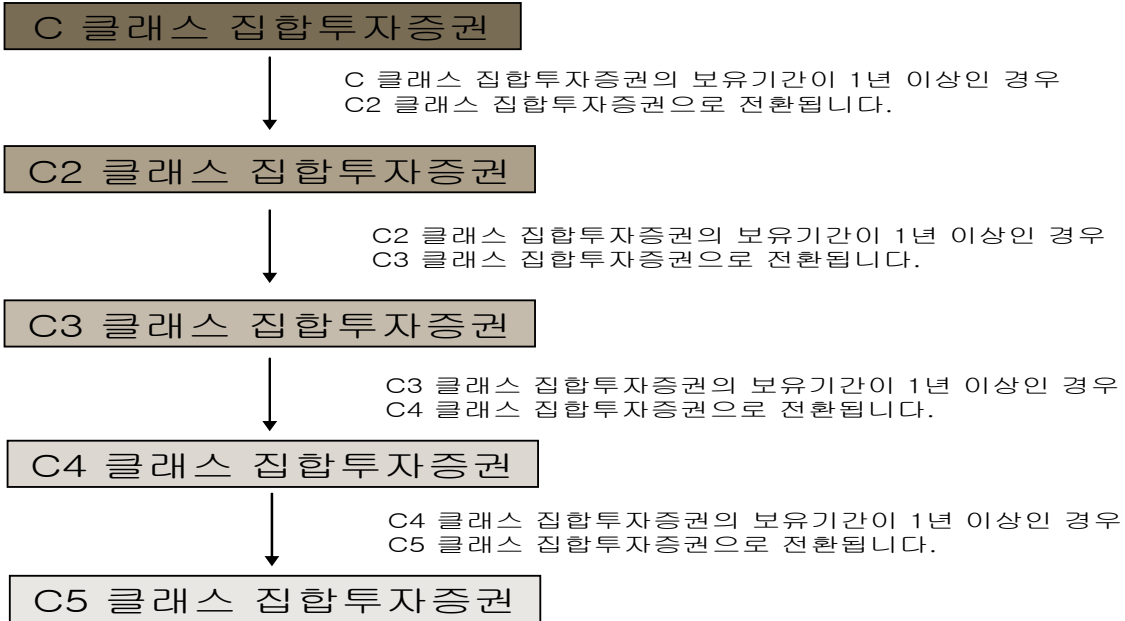 C 클래스 집합투자증권
C 클래스 집합투자증권의 보유기간이 1년 이상인 경우
C2 클래스 집합투자증권으로 전환됩니다.
C2 클래스 집합투자증권
C2 클래스 집합투자증권의 보유기간이 1년 이상인 경우
C3 클래스 집합투자증권으로 전환됩니다.
C3 클래스 집합투자증권
C3 클래스 집합투자증권의 보유기간이 1년 이상인 경우
C4 클래스 집합투자증권으로 전환됩니다.
C4 클래스 집합투자증권
C4 클래스 집합투자증권의 보유기간이 1년 이상인 경우
C5 클래스 집합투자증권으로 전환됩니다.
C5 클래스 집합투자증권